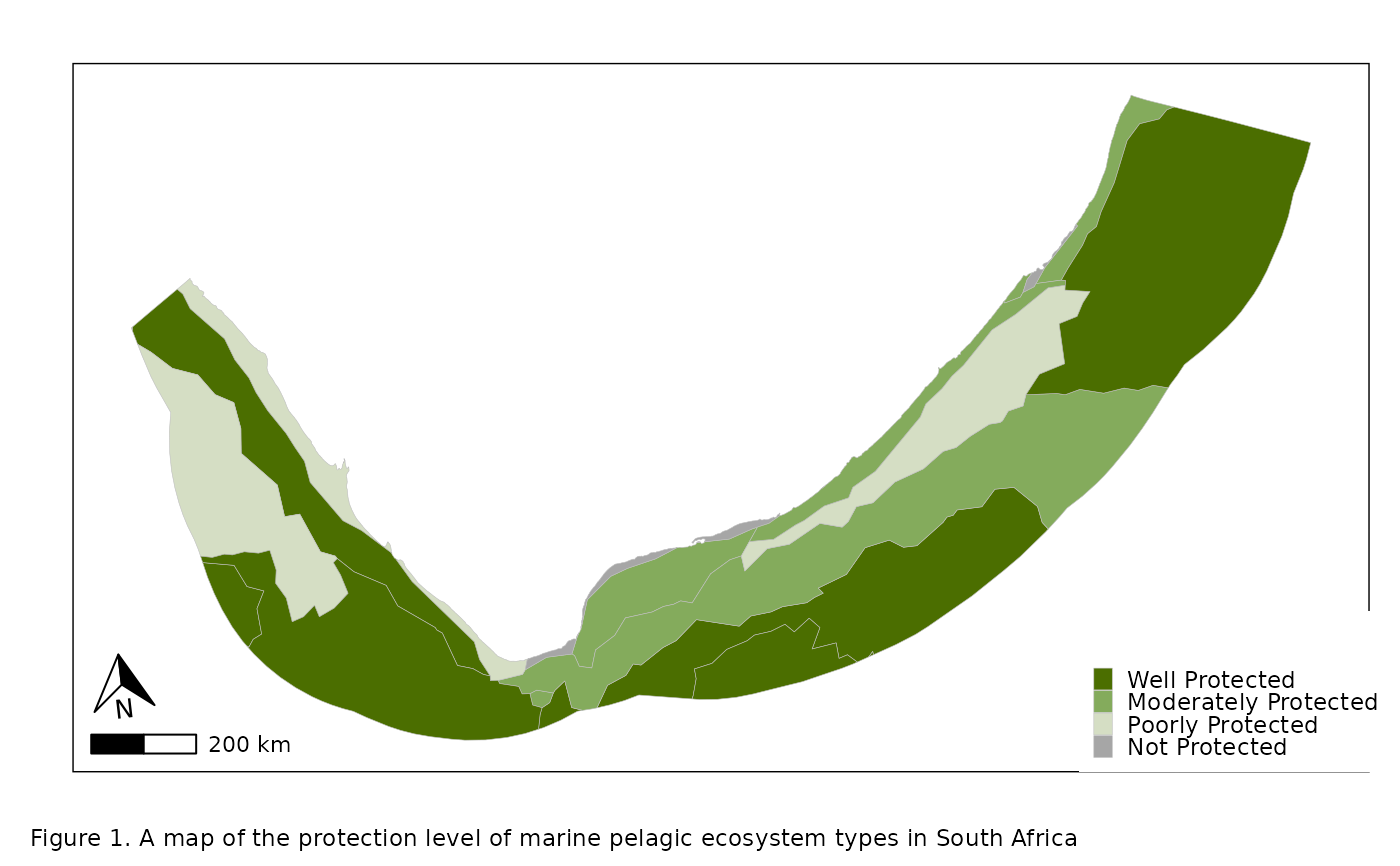 Well Protected
Moderately Protected
Poorly Protected
Not Protected
N
200 km
Figure 1. A map of the protection level of marine pelagic ecosystem types in South Africa